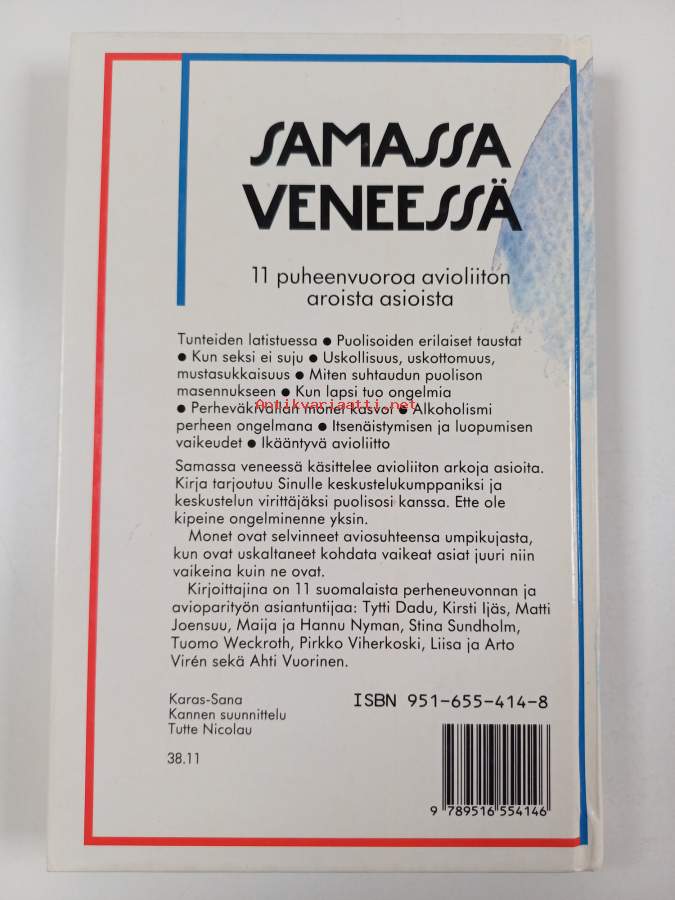 SAMASSA
VENEESSÄ
11 puheenvuoroa avioliiton
aroista asioista
Tunteiden latistuessa ● Puolisoiden erilaiset taustat
● Kun seksi ei suju ● Uskollisuus, uskottomuus,
mustasukkaisuus ● Miten suhtaudun puolison
masennukseen ● Kun lapsi tuo ongelmia
Antikvariaatti.net
● Perheväkivallan monet kasvot ● Alkoholismi
perheen ongelmana ● Itsenäistymisen ja luopumisen
vaikeudet ● Ikääntyvä avioliitto
Samassa veneessä käsittelee avioliiton arkoja asioita.
Kirja tarjoutuu Sinulle keskustelukumppaniksi ja
keskustelun virittäjäksi puolisosi kanssa. Ette ole
kipeine ongelminenne yksin.
Monet ovat selvinneet aviosuhteensa umpikujasta,
kun ovat uskaltaneet kohdata vaikeat asiat juuri niin
vaikeina kuin ne ovat.
Kirjoittajina on 11 suomalaista perheneuvonnan ja
avioparityön asiantuntijaa: Tytti Dadu, Kirsti Ijäs, Matti
Joensuu, Maija ja Hannu Nyman, Stina Sundholm,
Tuomo Weckroth, Pirkko Viherkoski, Liisa ja Arto
Virén sekä Ahti Vuorinen.
Karas-Sana
Kannen suunnittelu
Tutte Nicolau
38.11
ISBN 951-655-414-8
9 789516 554146